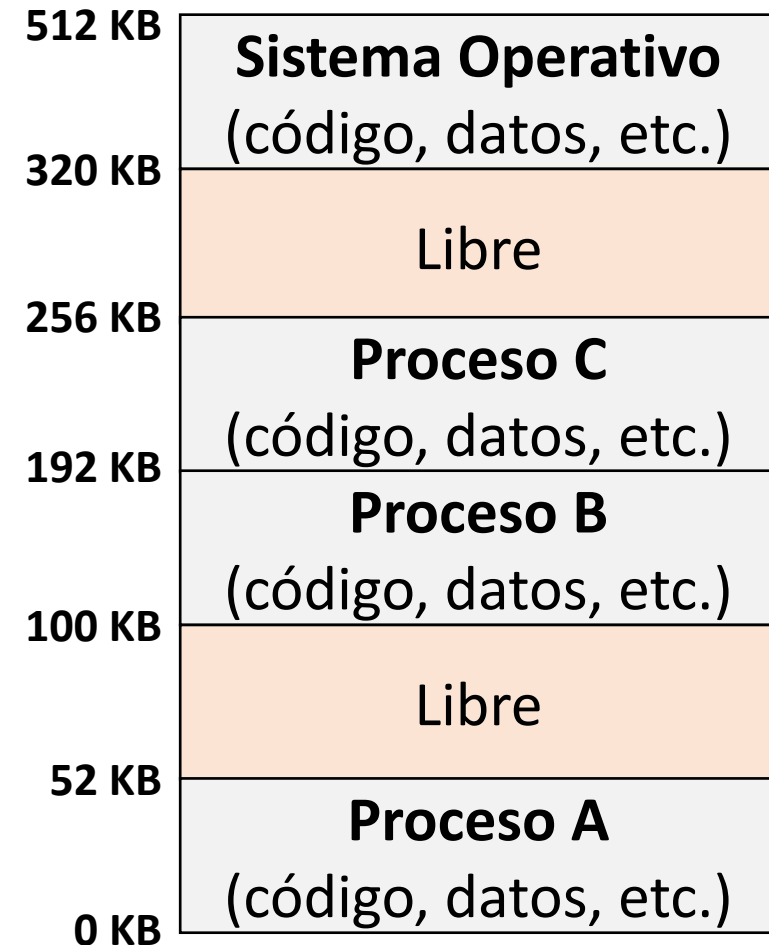 512 KB
Sistema Operativo
(código, datos, etc.)
320 KB
Libre
256 KB
Proceso C
(código, datos, etc.)
192 KB
Proceso B
(código, datos, etc.)
100 KB
Libre
52 KB
Proceso A
(código, datos, etc.)
0 KB